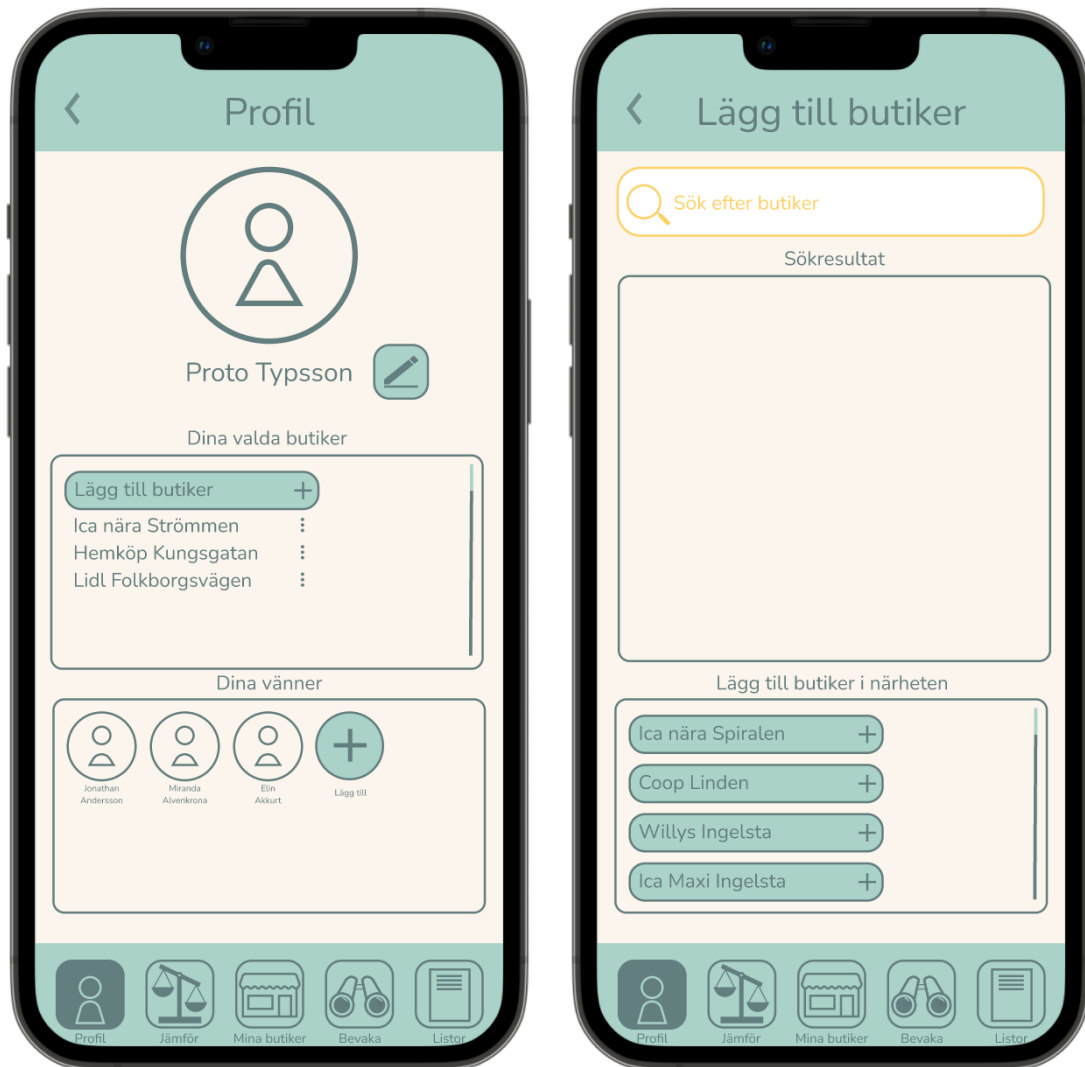 Profil
Proto Typsson
Dina valda butiker
Lägg till butiker
Ica nära Strömmen
Hemköp Kungsgatan
Lidl Folkborgsvägen
Dina vänner
Jonathan
Andersson
Miranda
Alvenkrona
Elin
Akkurt
Lägg till
Profil
Jämför
Mina butiker
Bevaka
Listor
Lägg till butiker
Sök efter butiker
Sökresultat
Lägg till butiker i närheten
Ica nära Spiralen
Coop Linden
Willys Ingelsta
Ica Maxi Ingelsta
Profil
Jämför
Mina butiker
Bevaka
Listor